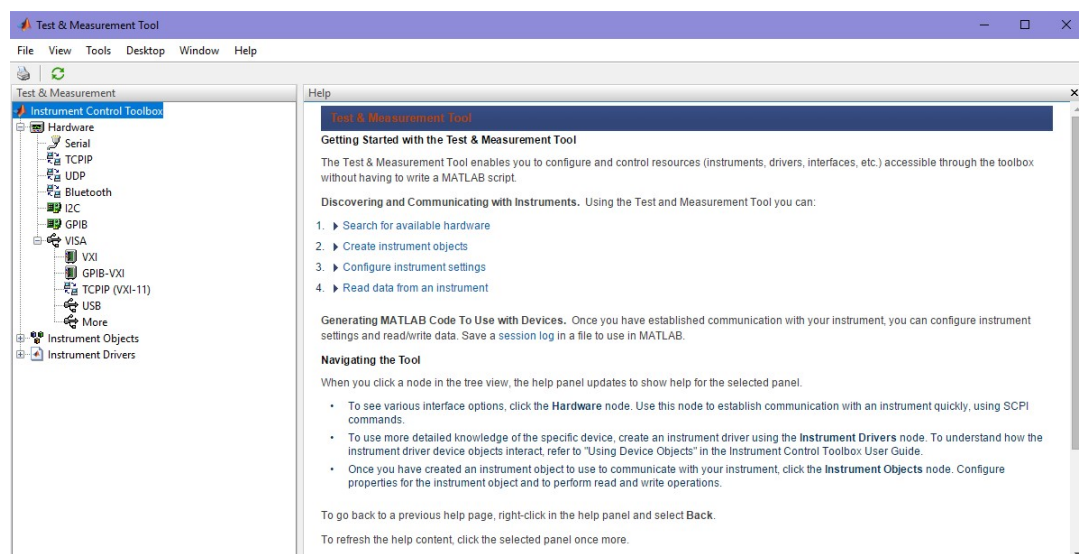 Test & Measurement Tool
File View Tools Desktop Window Help
Test & Measurement
Instrument Control Toolbox
Hardware
Serial
TCPIP
UDP
Bluetooth
I2C
GPIB
VISA
VXI
GPIB-VXI
TCPIP (VXI-11)
USB
More
Instrument Objects
Instrument Drivers
Help
Test & Measurement Tool
Getting Started with the Test & Measurement Tool
The Test & Measurement Tool enables you to configure and control resources (instruments, drivers, interfaces, etc.) accessible through the toolbox
without having to write a MATLAB script.
Discovering and Communicating with Instruments. Using the Test and Measurement Tool you can:
1. Search for available hardware
2. Create instrument objects
3. Configure instrument settings
4. Read data from an instrument
Generating MATLAB Code To Use with Devices. Once you have established communication with your instrument, you can configure instrument
settings and read/write data. Save a session log in a file to use in MATLAB.
Navigating the Tool
When you click a node in the tree view, the help panel updates to show help for the selected panel.
• To see various interface options, click the Hardware node. Use this node to establish communication with an instrument quickly, using SCPI
commands.
• To use more detailed knowledge of the specific device, create an instrument driver using the Instrument Drivers node. To understand how the
instrument driver device objects interact, refer to "Using Device Objects" in the Instrument Control Toolbox User Guide.
• Once you have created an instrument object to use to communicate with your instrument, click the Instrument Objects node. Configure
properties for the instrument object and to perform read and write operations.
To go back to a previous help page, right-click in the help panel and select Back.
To refresh the help content, click the selected panel once more.